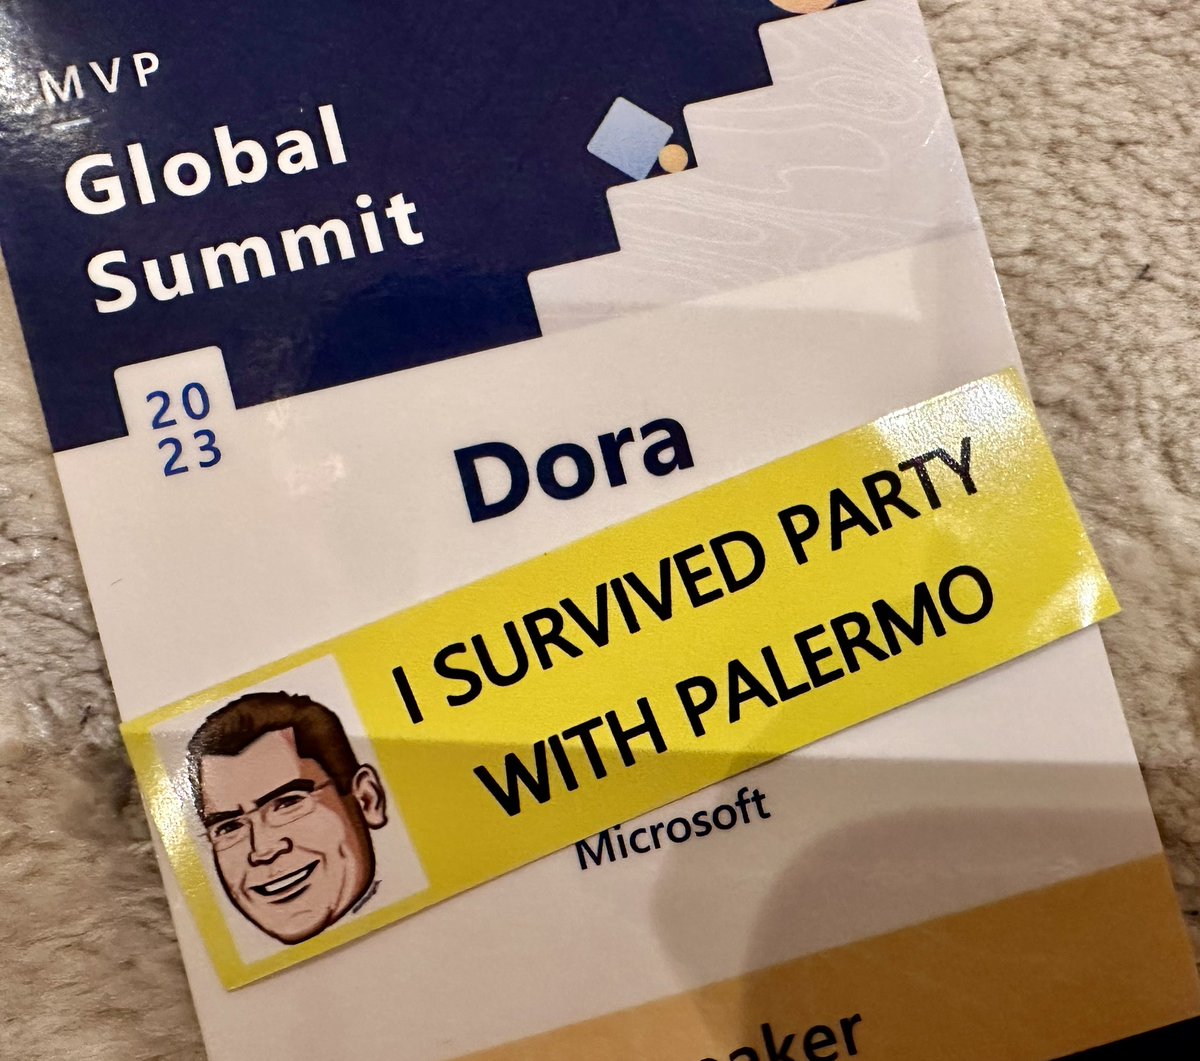 MVP
Global
Summit
20
23
Dora
I SURVIVED PARTY
WITH PALERMO
Microsoft